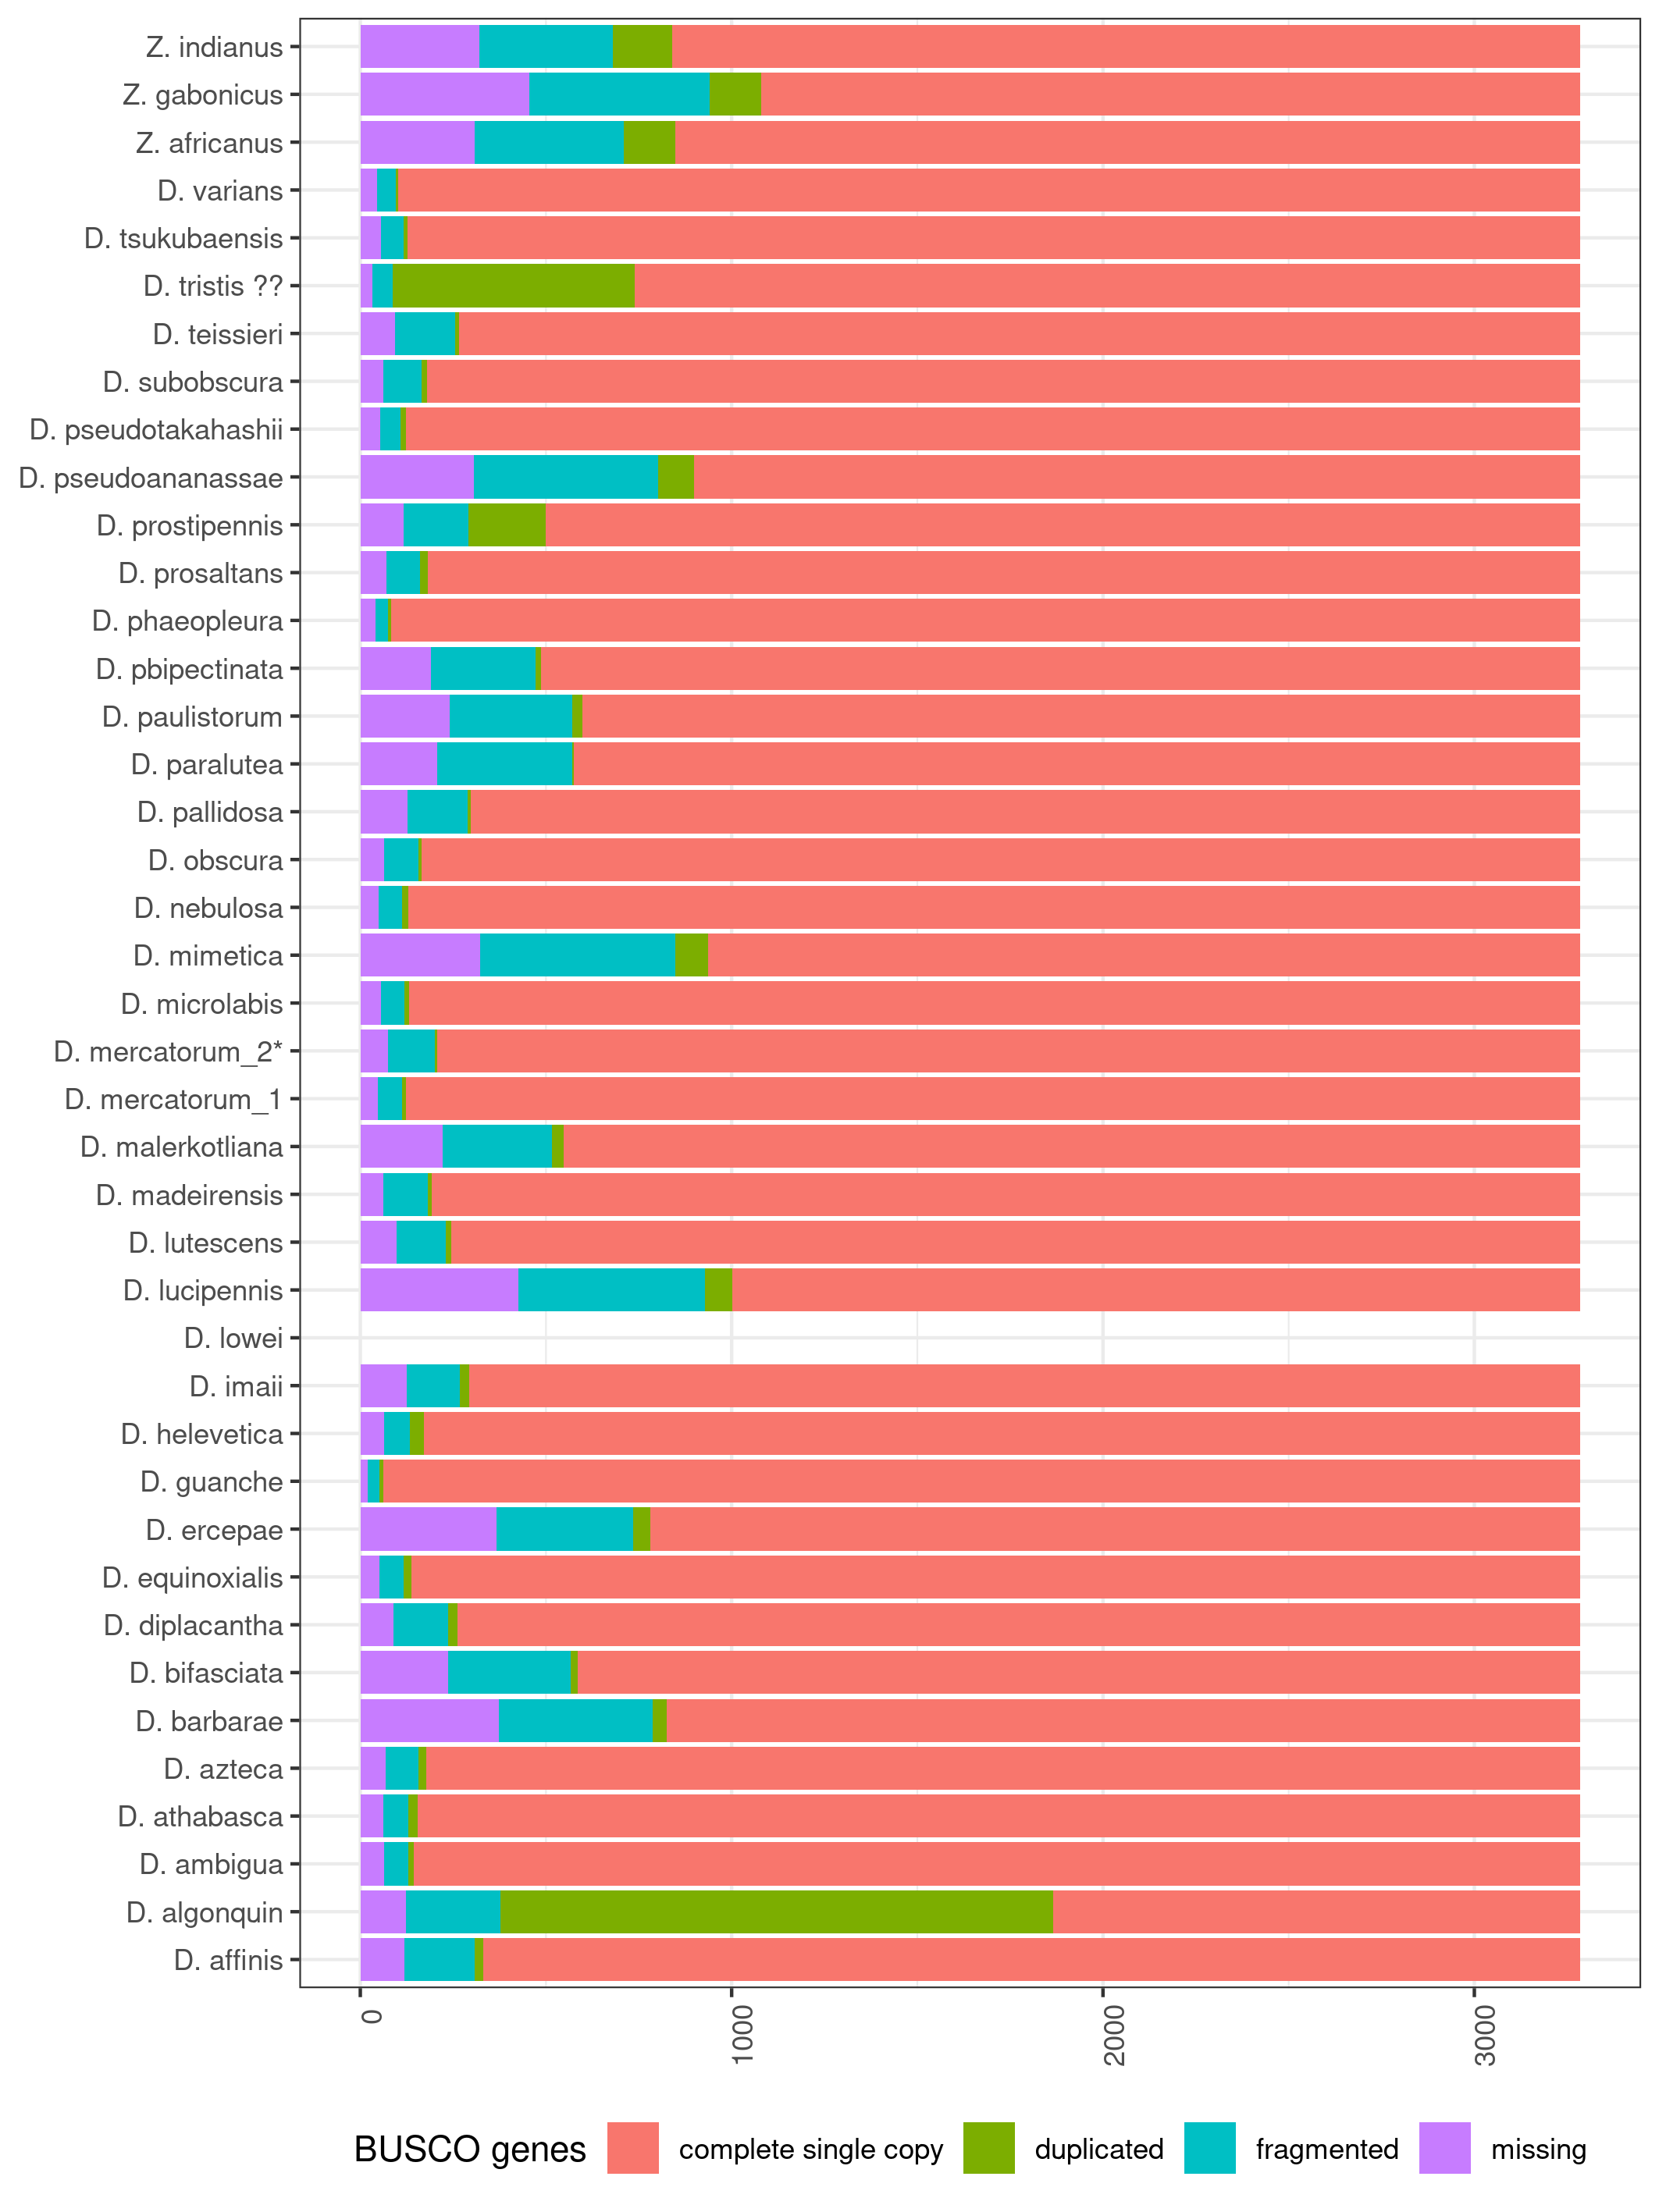 Z. indianus
Z. gabonicus
Z. africanus
D. varians
D. tsukubaensis
D. tristis ??
D. teissieri
D. subobscura
D. pseudotakahashii
D. pseudoananassae
D. prostipennis
D. prosaltans
D. phaeopleura
D. pbipectinata
D. paulistorum
D. paralutea
D. pallidosa
D. obscura
D. nebulosa
D. mimetica
D. microlabis
D. mercatorum_2*
D. mercatorum_1
D. malerkotliana
D. madeirensis
D. lutescens
D. lucipennis
D. lowei
D. imaii
D. helevetica
D. guanche
D. ercepae
D. equinoxialis
D. diplacantha
D. bifasciata
D. barbarae
D. azteca
D. athabasca
D. ambigua
D. algonquin
D. affinis
0 1000 2000 3000
BUSCO genes complete single copy duplicated fragmented missing